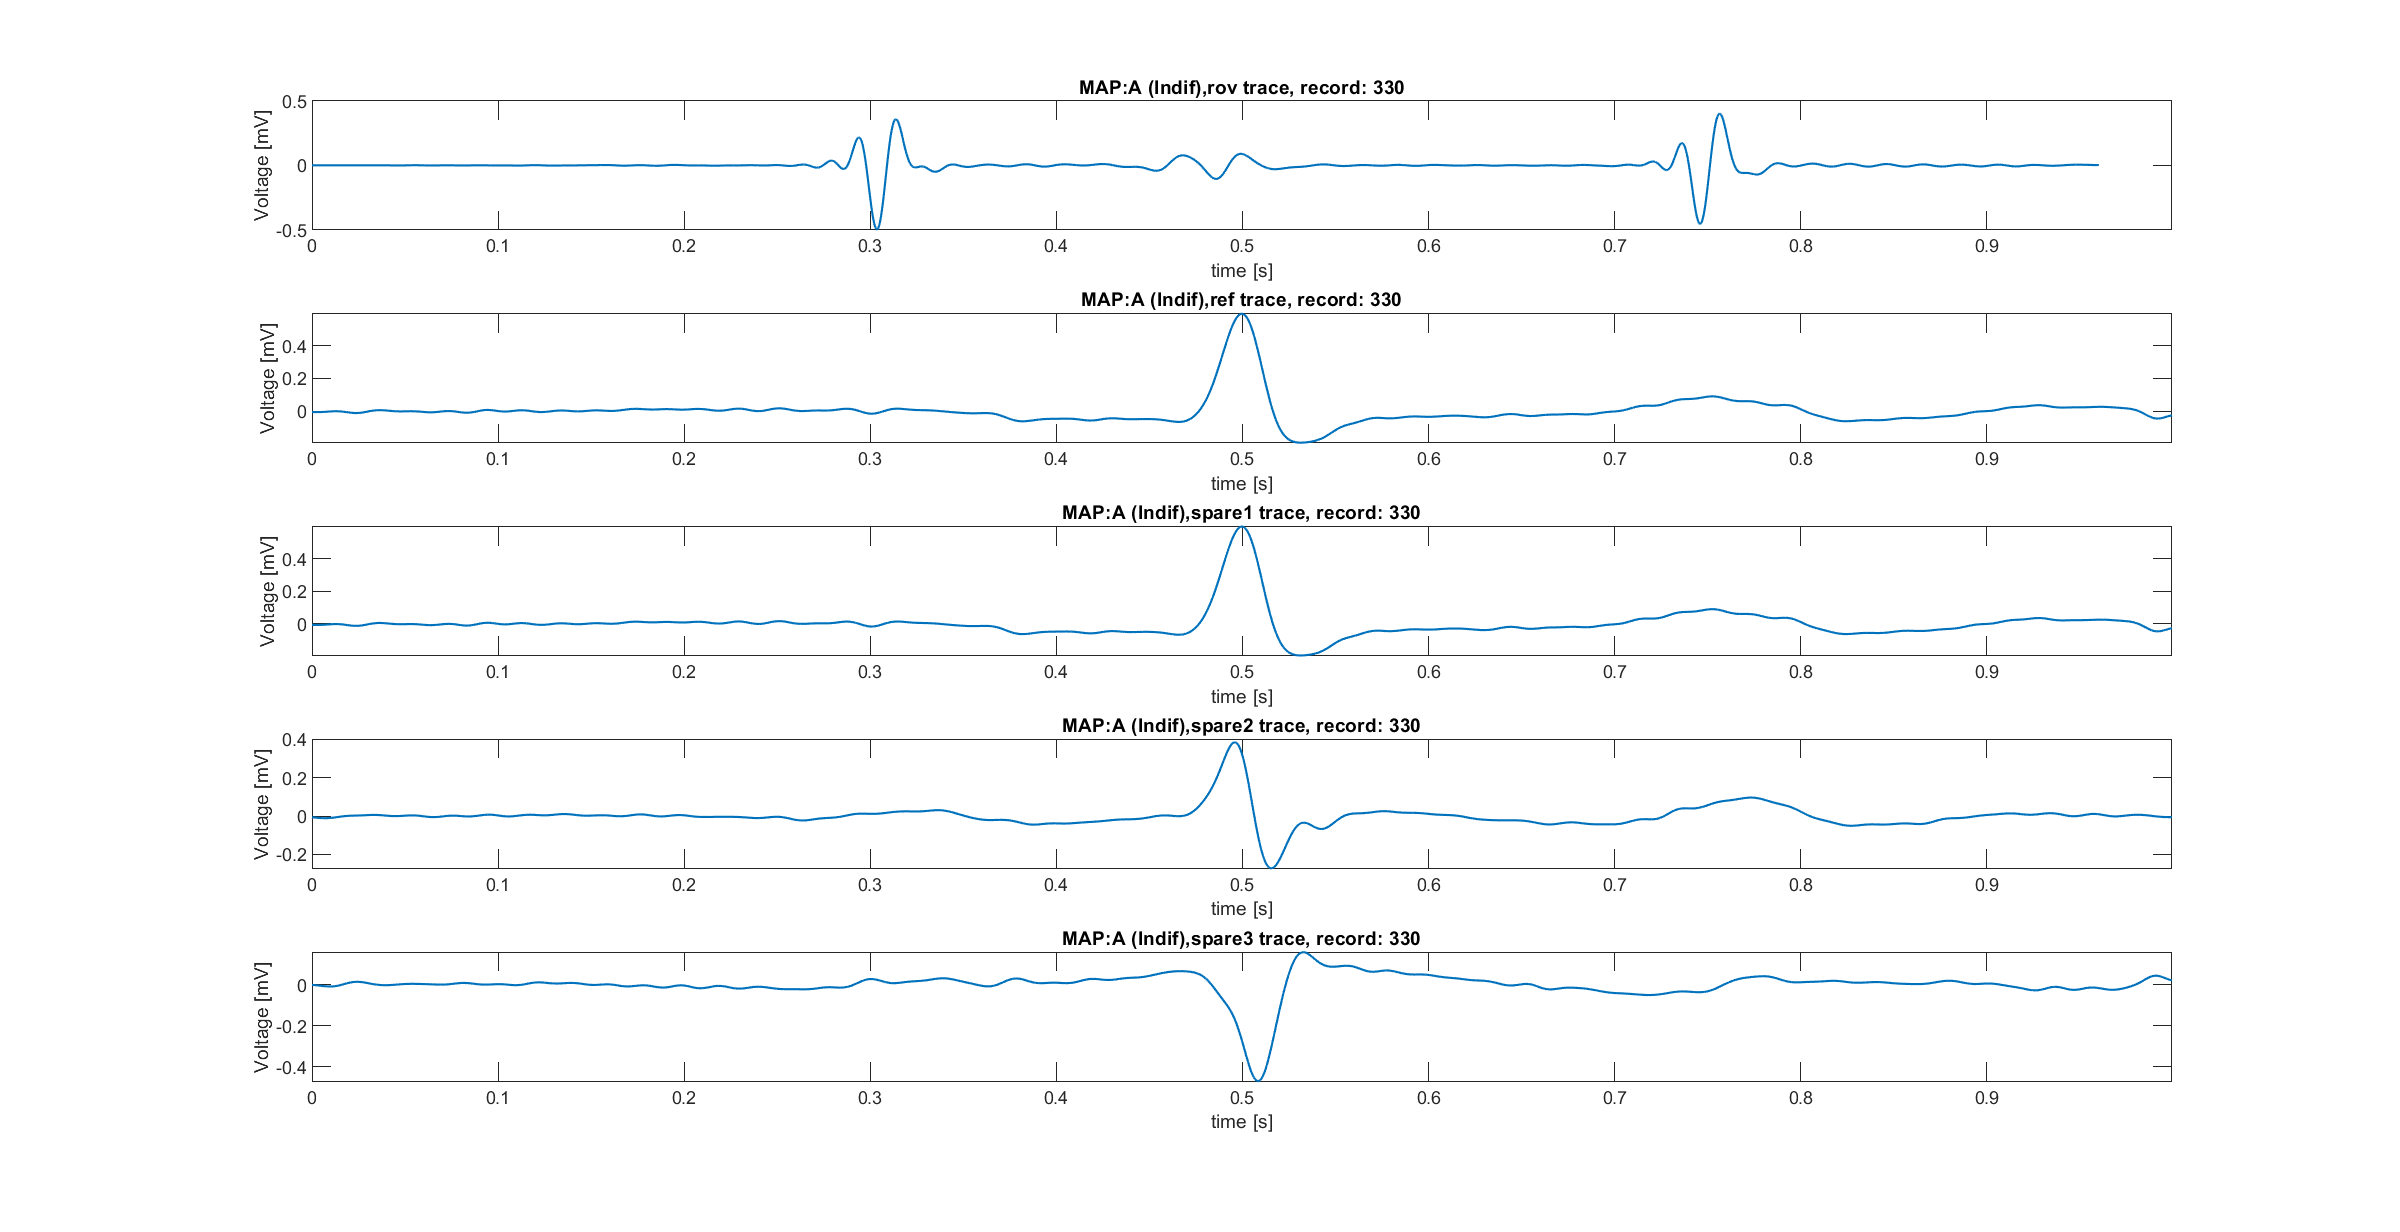 MAP:A (Indif),rov trace, record: 330
Voltage [mV]
0.5
0
-0.5
0 0.1 0.2 0.3 0.4 0.5 0.6 0.7 0.8 0.9
time [s]
MAP:A (Indif),ref trace, record: 330
Voltage [mV]
0.4
0.2
0
0 0.1 0.2 0.3 0.4 0.5 0.6 0.7 0.8 0.9
time [s]
MAP:A (Indif),spare1 trace, record: 330
Voltage [mV]
0.4
0.2
0
0 0.1 0.2 0.3 0.4 0.5 0.6 0.7 0.8 0.9
time [s]
MAP:A (Indif),spare2 trace, record: 330
Voltage [mV]
0.4
0.2
0
-0.2
0 0.1 0.2 0.3 0.4 0.5 0.6 0.7 0.8 0.9
time [s]
MAP:A (Indif),spare3 trace, record: 330
Voltage [mV]
0
-0.2
-0.4
0 0.1 0.2 0.3 0.4 0.5 0.6 0.7 0.8 0.9
time [s]